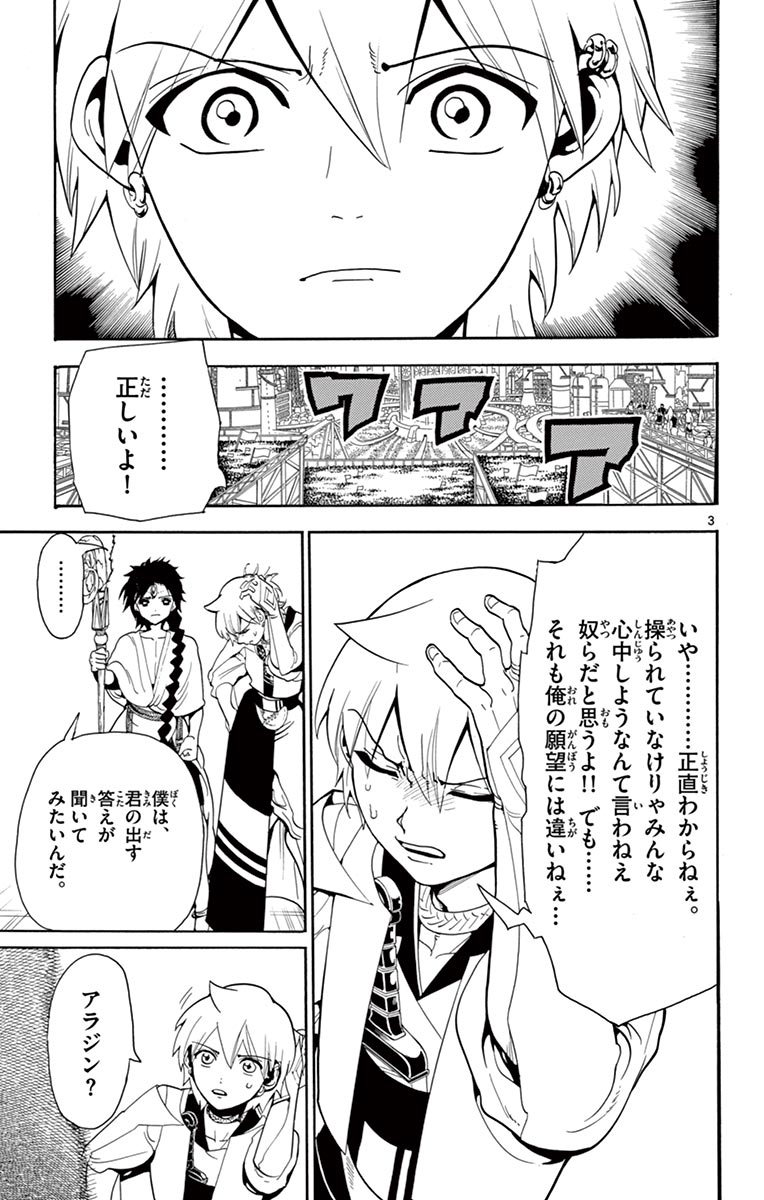 …………
正しいよ！
ワァァ
3
いや…………正直わからねぇ。
操られていなけりゃみんな
心中しようなんて言わねえ
奴らだと思うよ!! でも……
それも俺の願望には違いねぇ…
……
僕は、
君の出す
答えが
聞いて
みたいんだ。
アラジン？